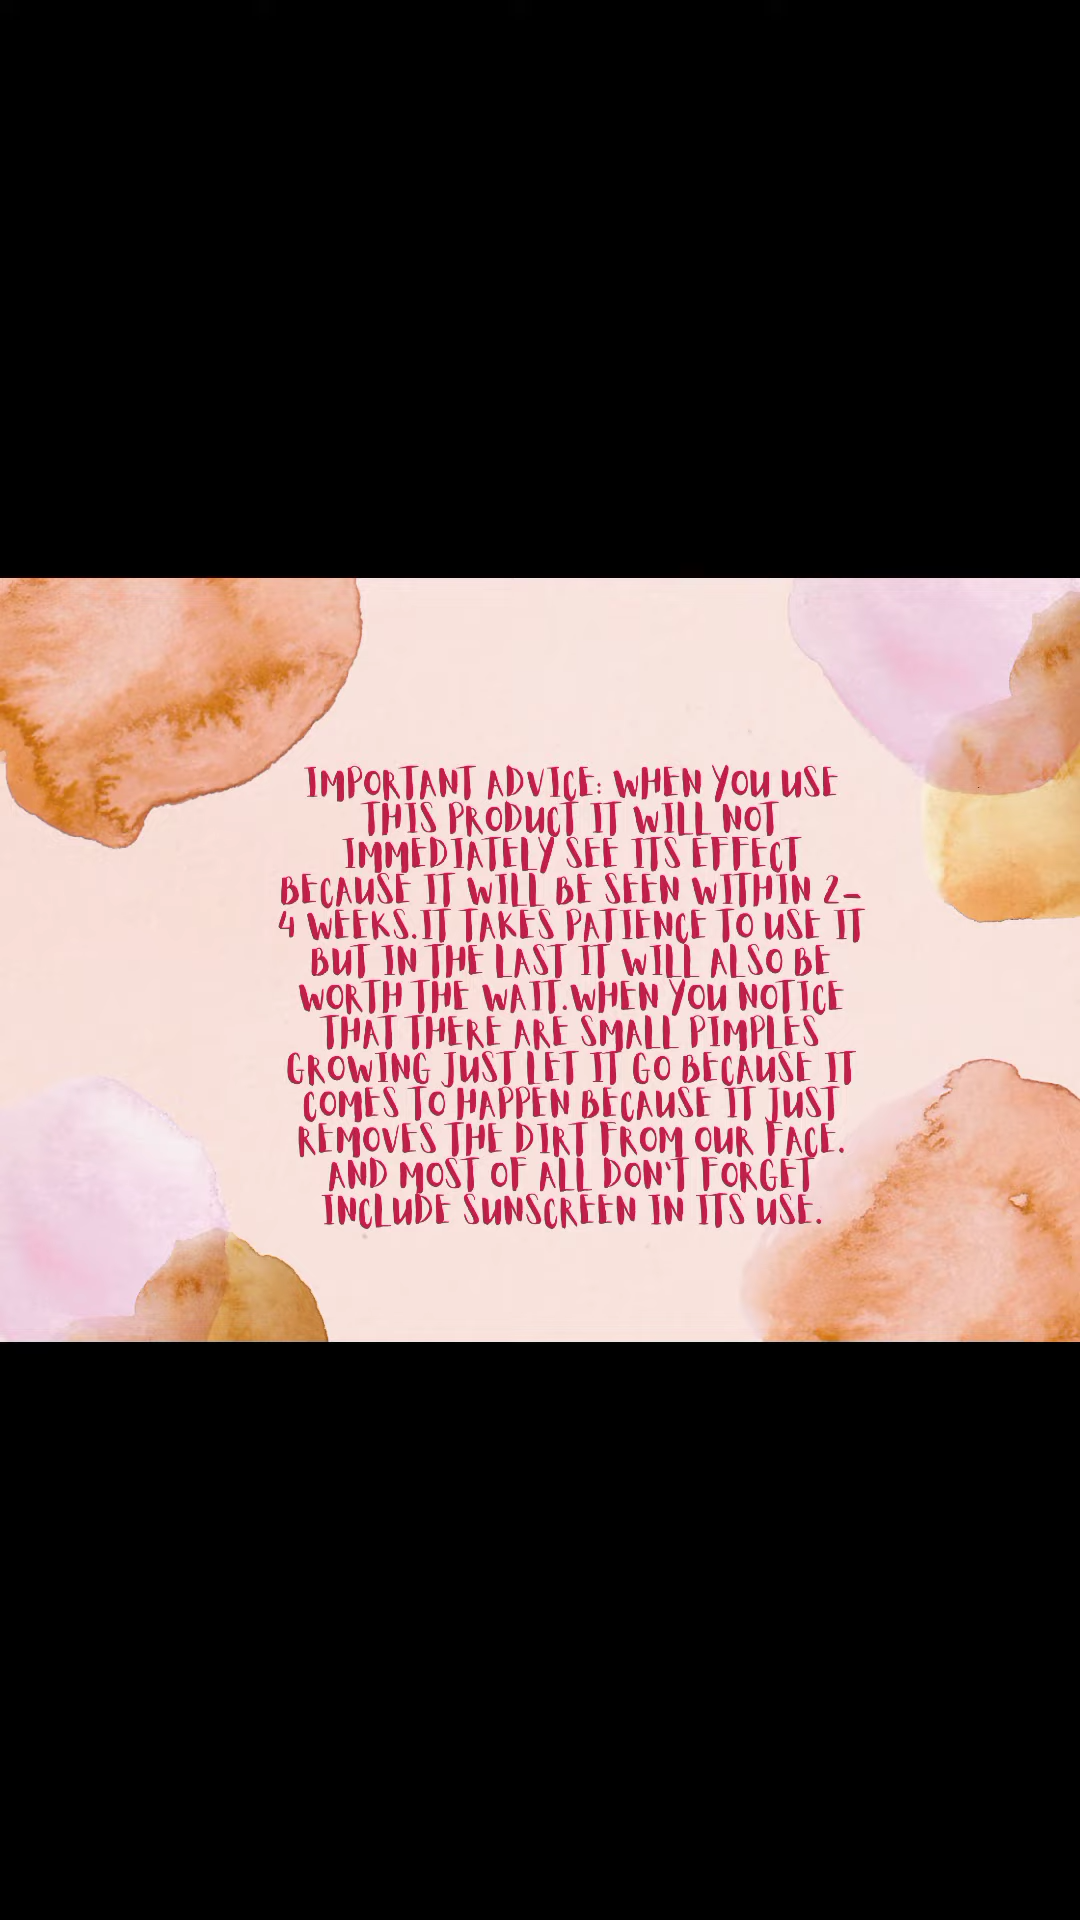 IMPORTANT ADVICE: WHEN YOU USE
THIS PRODUCT IT WILL NOT
IMMEDIATELY SEE ITS EFFECT
BECAUSE IT WILL BE SEEN WITHIN 2-
4 WEEKS.IT TAKES PATIENCE TO USE IT
BUT IN THE LAST IT WILL ALSO BE
WORTH THE WAIT.WHEN YOU NOTICE
THAT THERE ARE SMALL PIMPLES
GROWING JUST LET IT GO BECAUSE IT
COMES TO HAPPEN BECAUSE IT JUST
REMOVES THE DIRT FROM OUR FACE.
AND MOST OF ALL DON'T FORGET
INCLUDE SUNSCREEN IN ITS USE.